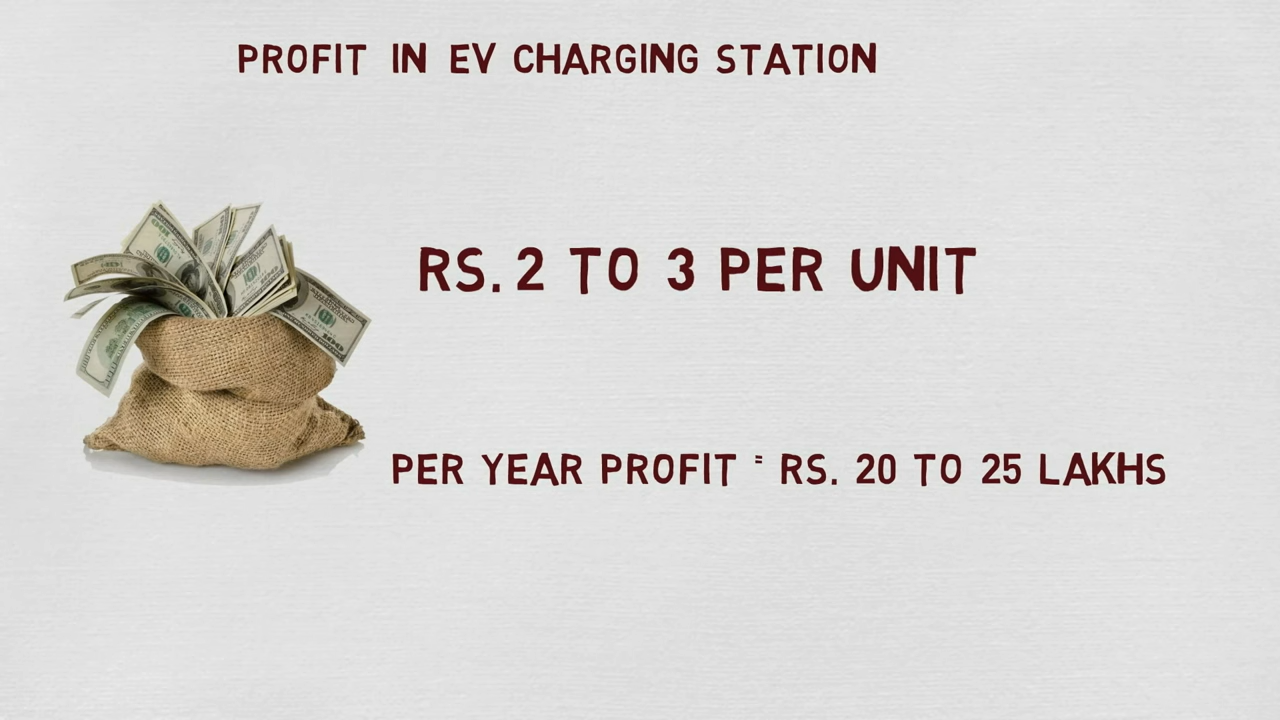 PROFIT IN EV CHARGING STATION
RS. 2 TO 3 PER UNIT
PER YEAR PROFIT = RS. 20 TO 25 LAKHS